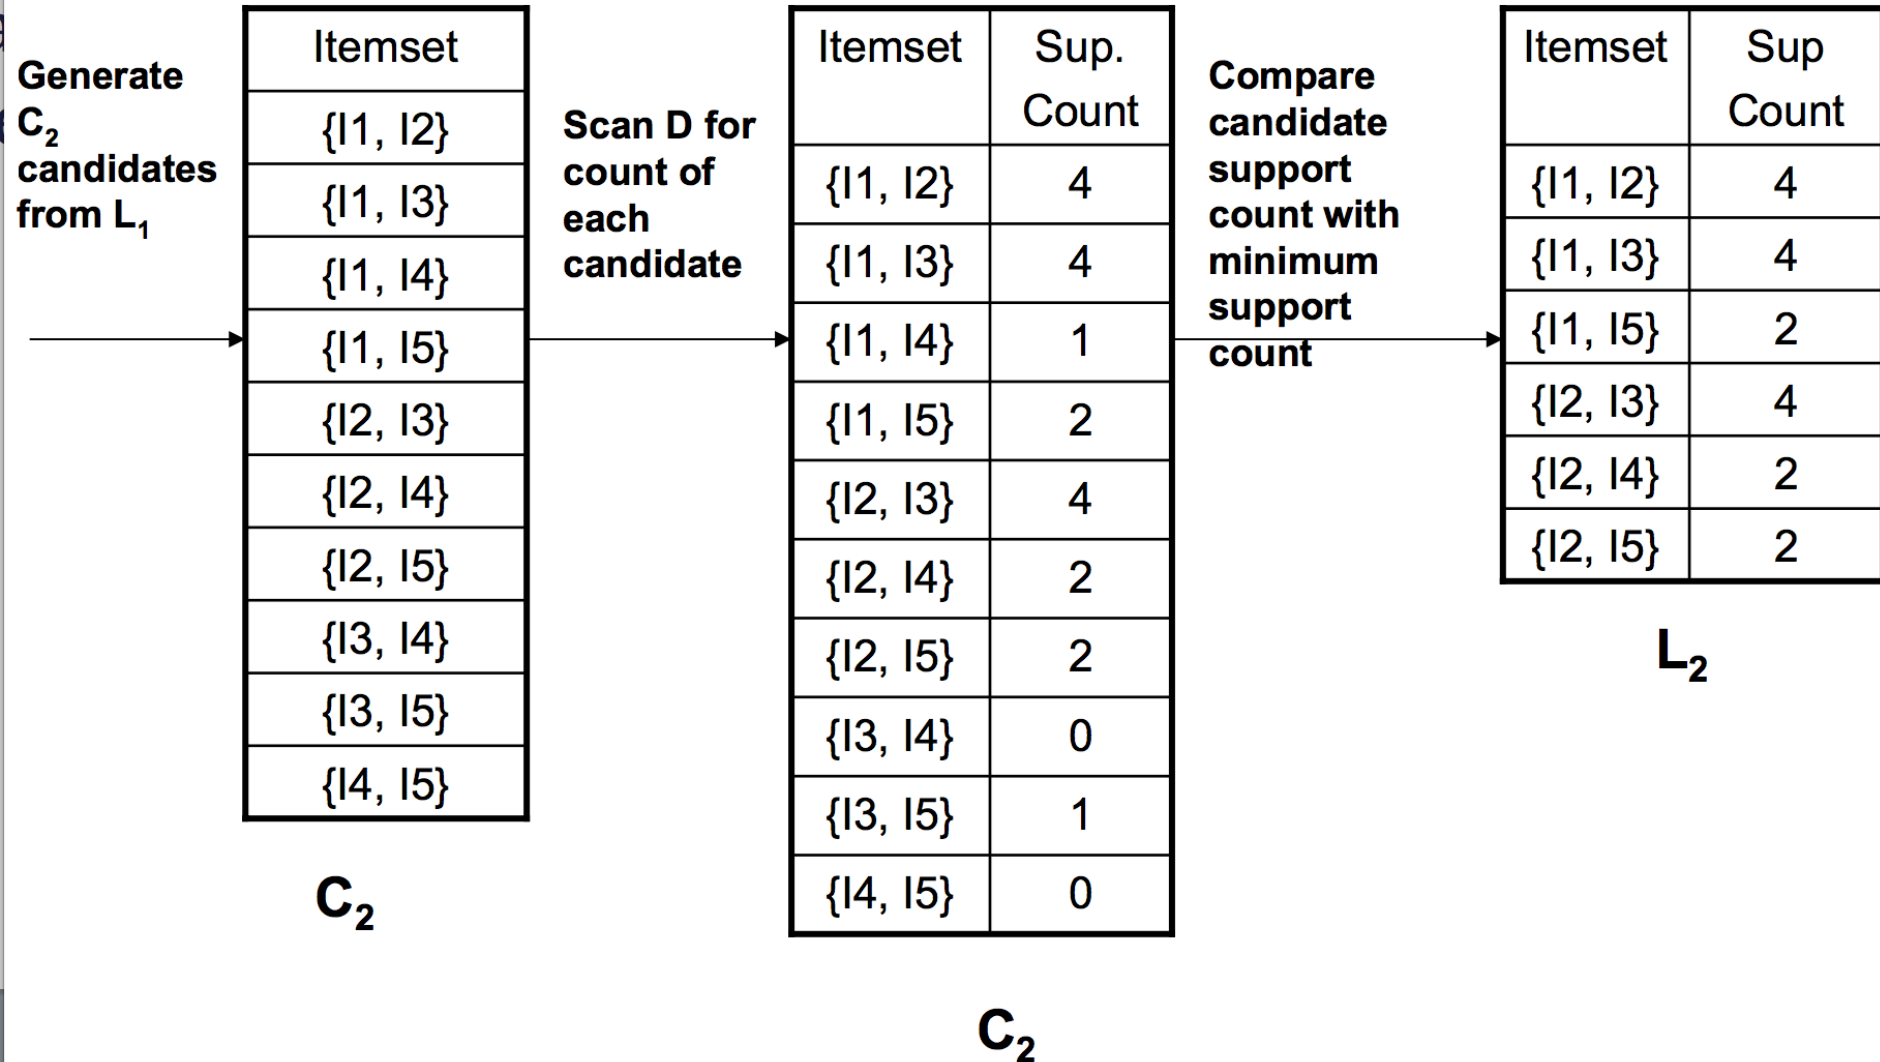 Generate
C2
candidates
from L1
Itemset
{I1, I2}
{I1, I3}
{I1, I4}
{I1, I5}
{I2, I3}
{I2, I4}
{I2, I5}
{I3, I4}
{I3, I5}
{I4, I5}
C2
Scan D for
count of
each
candidate
Itemset Sup.
Count
{I1, I2} 4
{I1, I3} 4
{I1, I4} 1
{I1, I5} 2
{I2, I3} 4
{I2, I4} 2
{I2, I5} 2
{I3, I4} 0
{I3, I5} 1
{I4, I5} 0
C2
Compare
candidate
support
count with
minimum
support
count
Itemset Sup
Count
{I1, I2} 4
{I1, I3} 4
{I1, I5} 2
{I2, I3} 4
{I2, I4} 2
{I2, I5} 2
L2